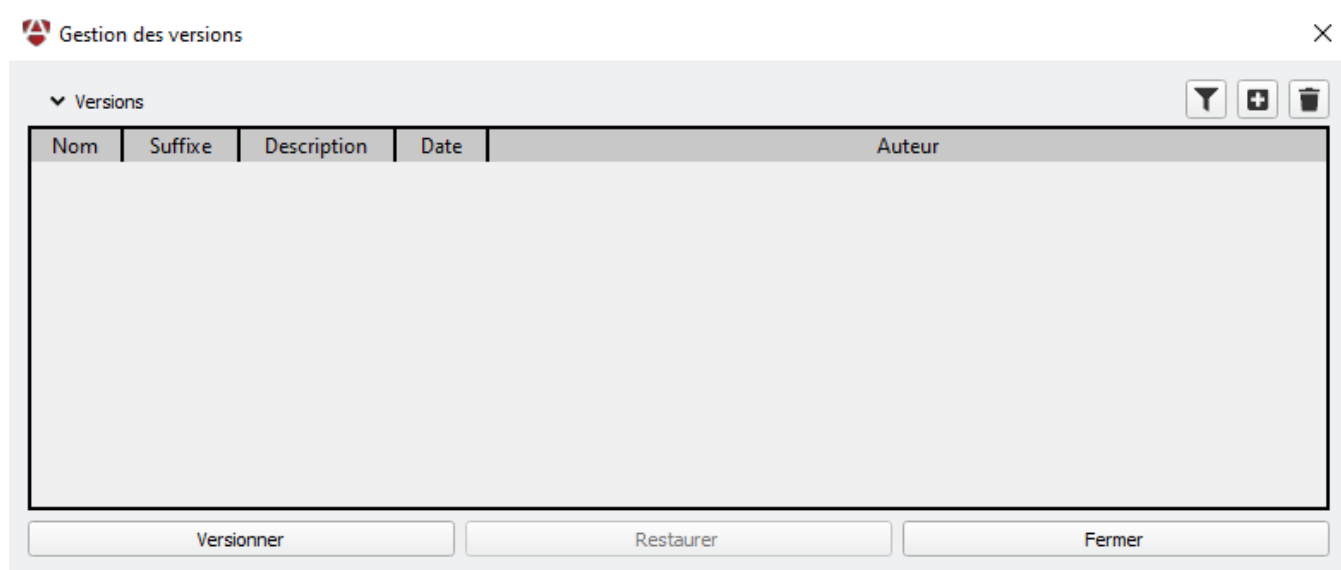 Gestion des versions
Versions
Nom Suffixe Description Date Auteur
Versionner Restaurer Fermer